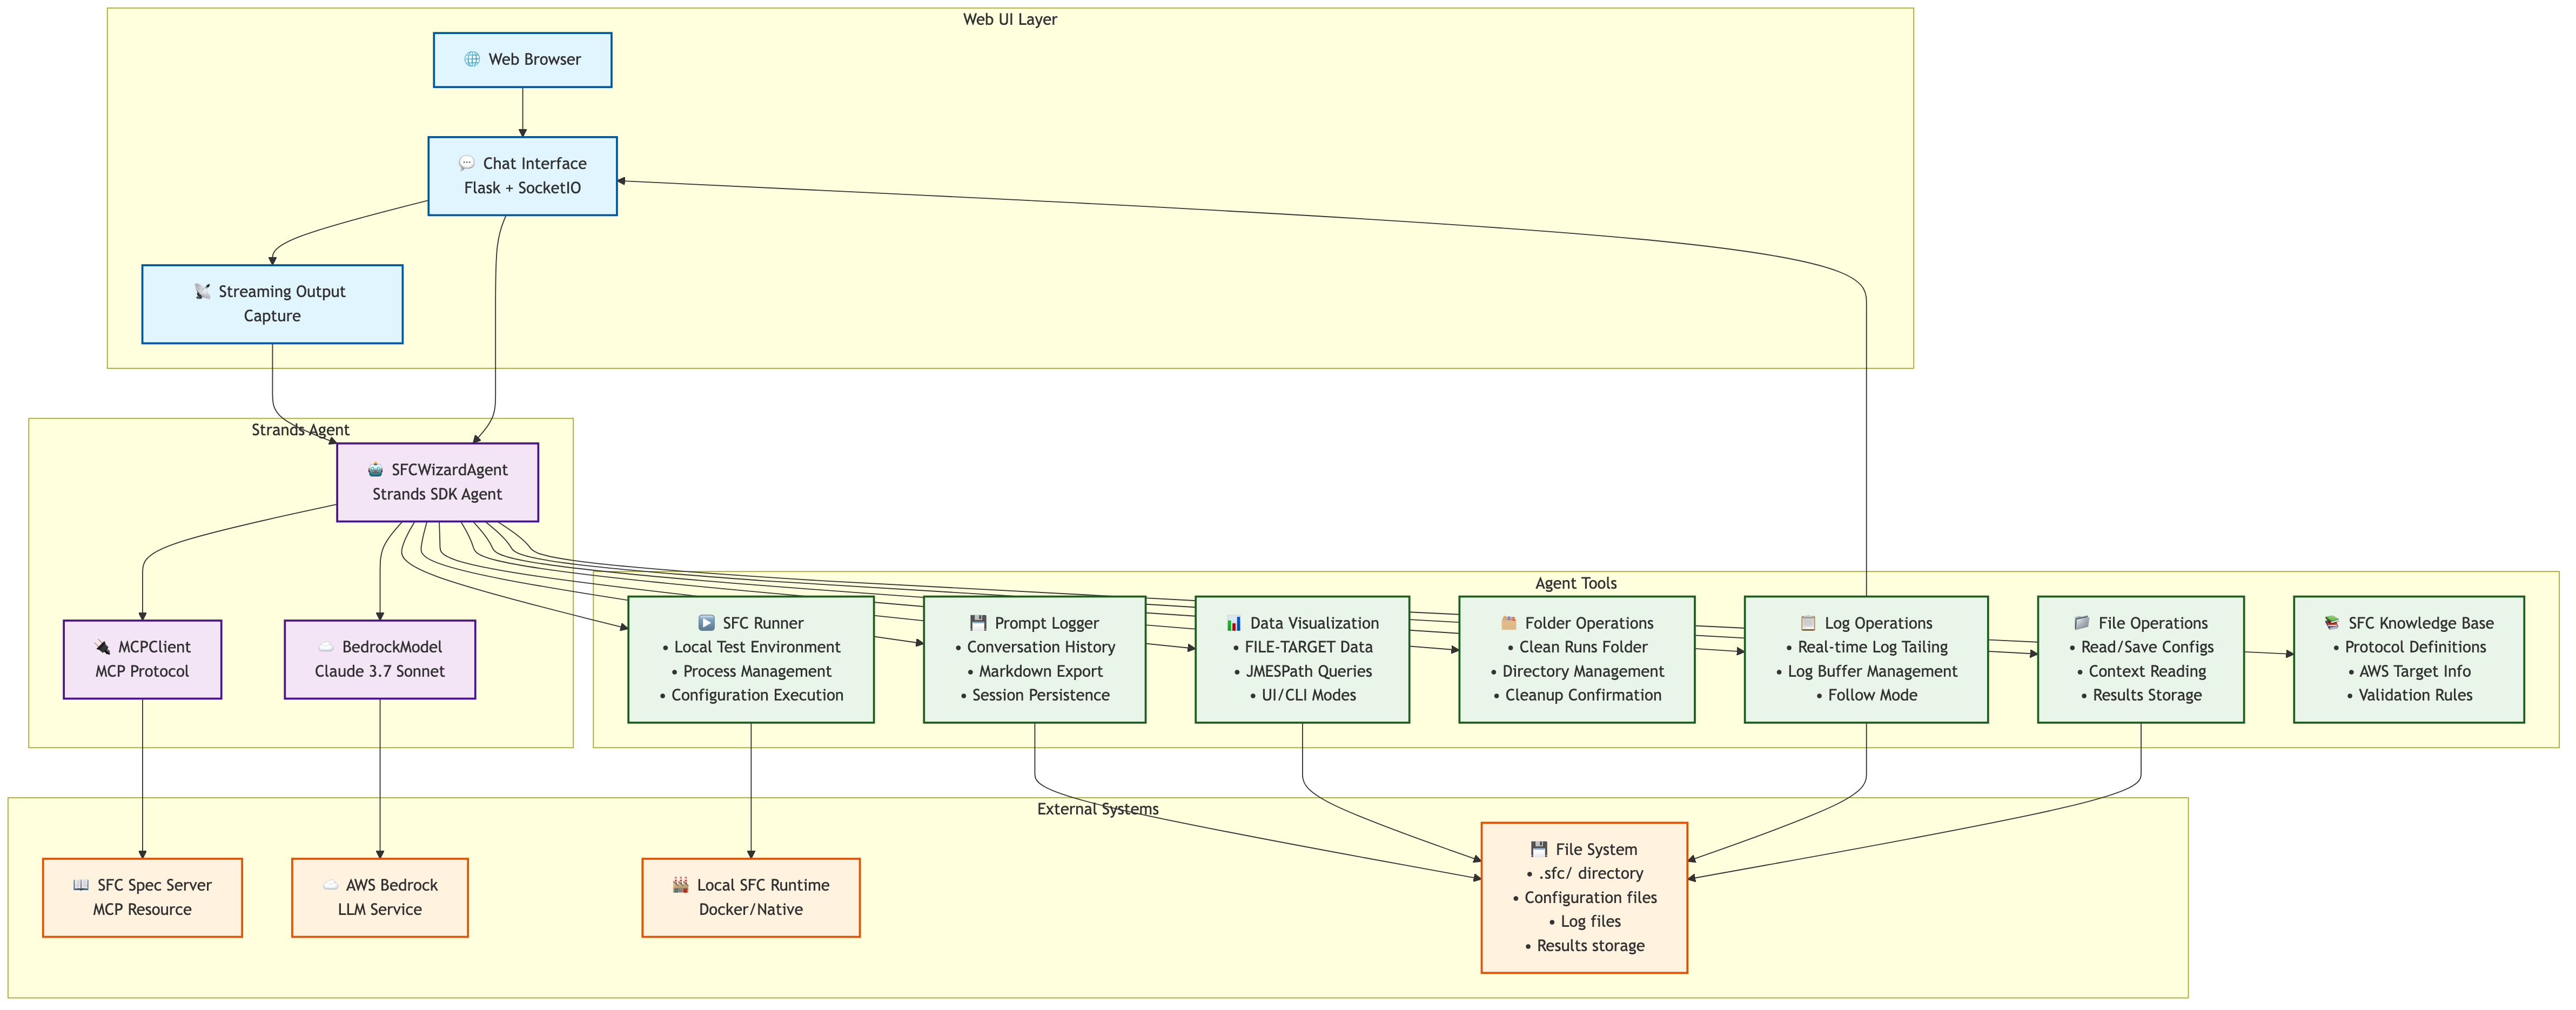 Web UI Layer
Web Browser
Chat Interface
Flask + SocketIO
Streaming Output
Capture
Strands Agent
SFCWizardAgent
Strands SDK Agent
MCPClient
MCP Protocol
BedrockModel
Claude 3.7 Sonnet
Agent Tools
SFC Runner
• Local Test Environment
• Process Management
• Configuration Execution
Prompt Logger
• Conversation History
• Markdown Export
• Session Persistence
Data Visualization
• FILE-TARGET Data
• JMESPath Queries
• UI/CLI Modes
Folder Operations
• Clean Runs Folder
• Directory Management
• Cleanup Confirmation
Log Operations
• Real-time Log Tailing
• Log Buffer Management
• Follow Mode
File Operations
• Read/Save Configs
• Context Reading
• Results Storage
SFC Knowledge Base
• Protocol Definitions
• AWS Target Info
• Validation Rules
External Systems
SFC Spec Server
MCP Resource
AWS Bedrock
LLM Service
Local SFC Runtime
Docker/Native
File System
• .sfc/ directory
• Configuration files
• Log files
• Results storage